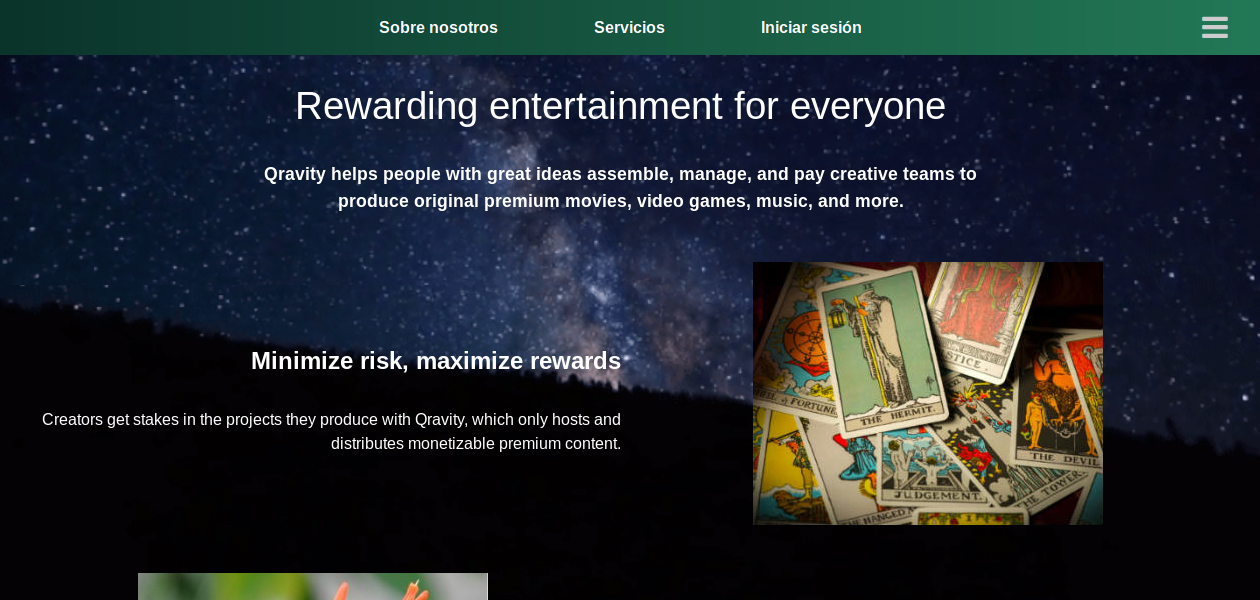 Sobre nosotros
Servicios
Iniciar sesión
Rewarding entertainment for everyone
Qravity helps people with great ideas assemble, manage, and pay creative teams to
produce original premium movies, video games, music, and more.
Minimize risk, maximize rewards
Creators get stakes in the projects they produce with Qravity, which only hosts and
distributes monetizable premium content.
IX
THE HERMIT.
FORTUNE
THE DEVIL
JUDGEMENT.
THE TOWER
THE HANGED